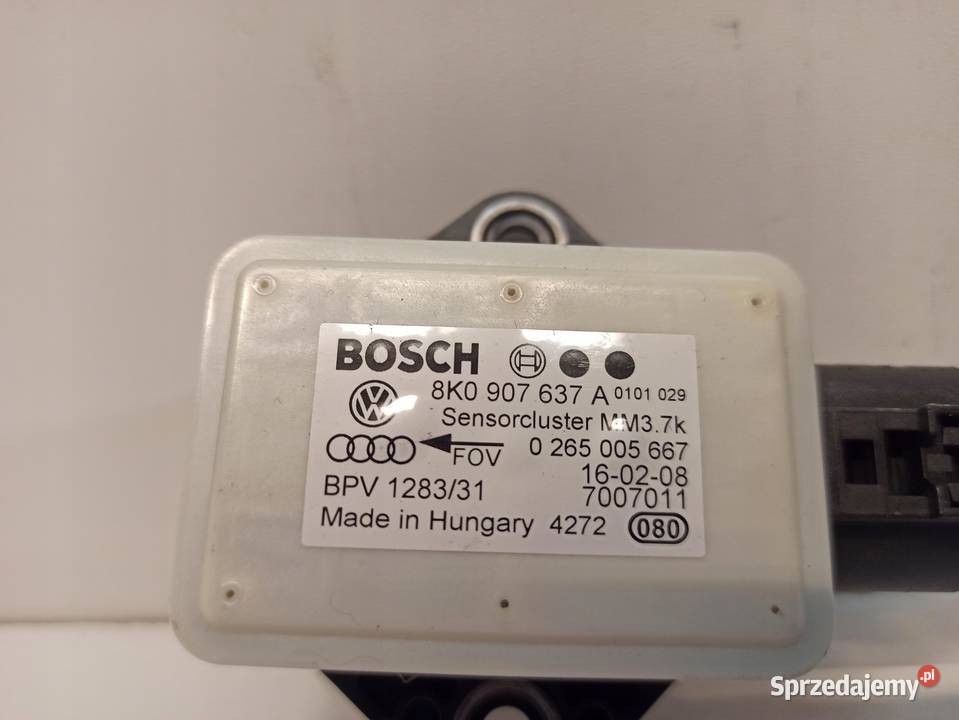 BOSCH
8K0 907 637 A 0101 029
Sensorcluster MM3.7k
FOV 0 265 005 667
16-02-08
BPV 1283/31 7007011
Made in Hungary 4272 080
Sprzedajemy.pl